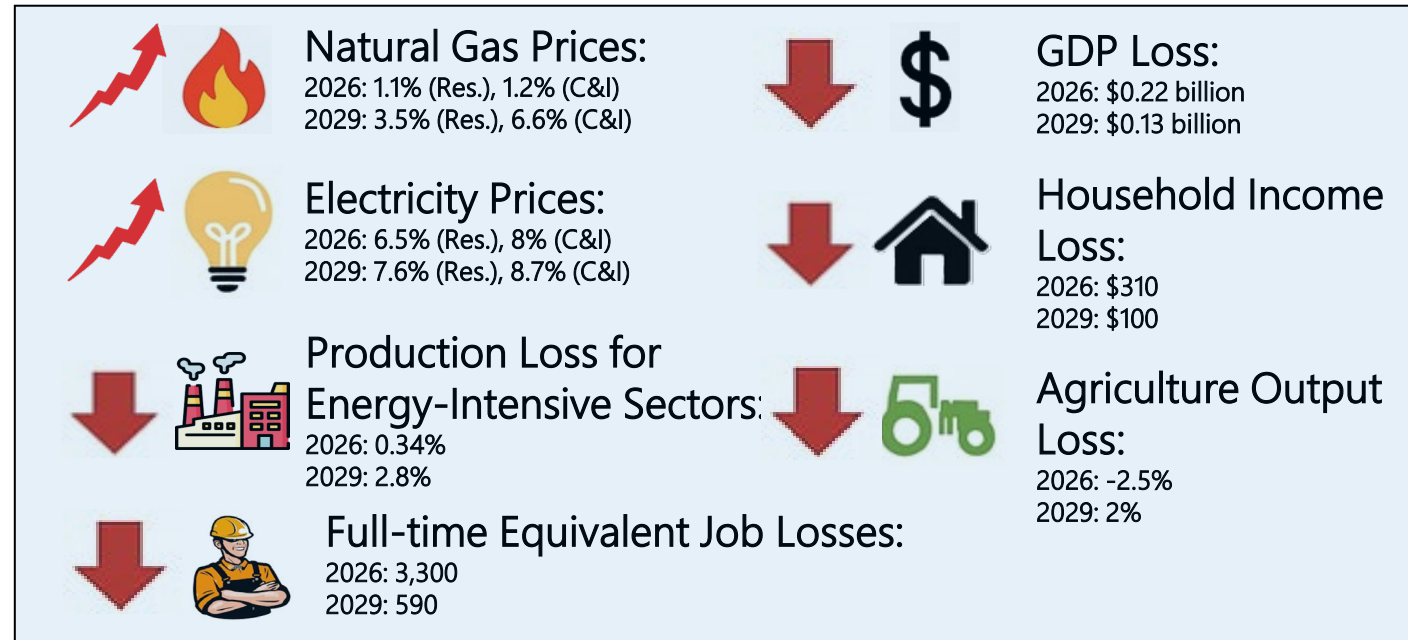 Natural Gas Prices:
2026: 1.1% (Res.), 1.2% (C&I)
2029: 3.5% (Res.), 6.6% (C&I)
Electricity Prices:
2026: 6.5% (Res.), 8% (C&I)
2029: 7.6% (Res.), 8.7% (C&I)
Production Loss for
Energy-Intensive Sectors:
2026: 0.34%
2029: 2.8%
Full-time Equivalent Job Losses:
2026: 3,300
2029: 590
$
GDP Loss:
2026: $0.22 billion
2029: $0.13 billion
Household Income
Loss:
2026: $310
2029: $100
Agriculture Output
Loss:
2026: -2.5%
2029: 2%